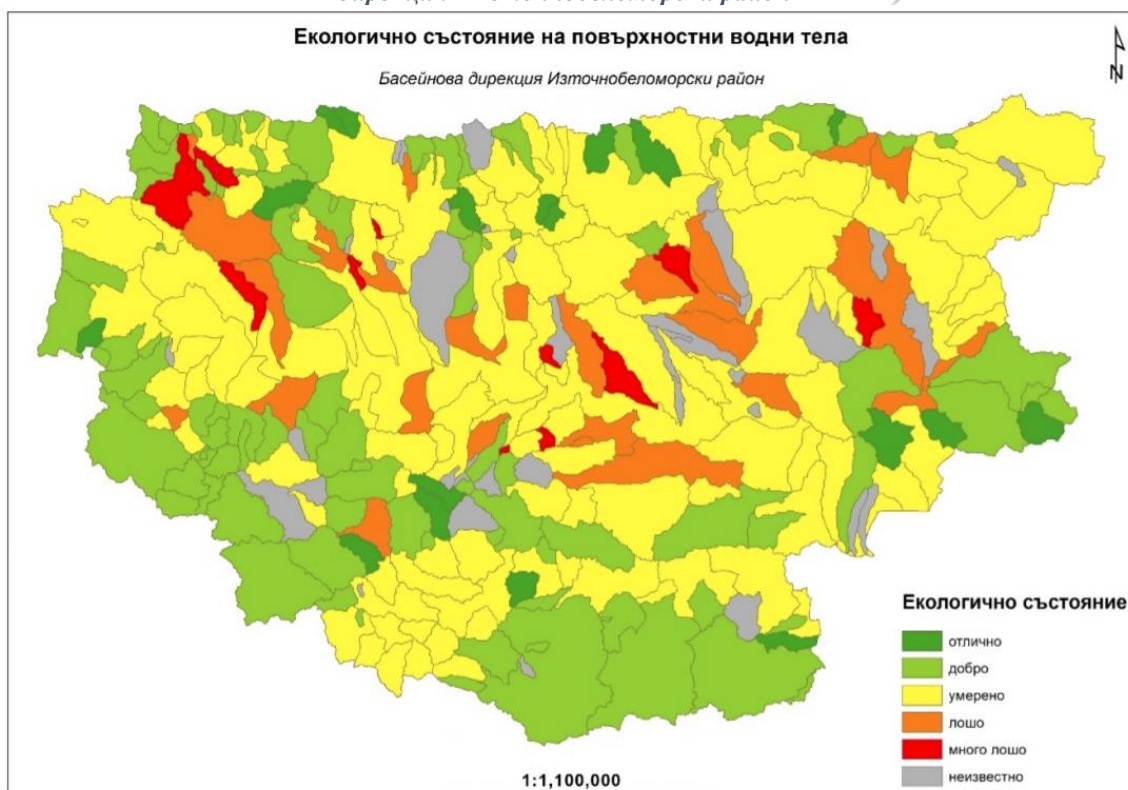 Екологично състояние на повърхностни водни тела
Басейнова дирекция Източнобеломорски район
N
Екологично състояние
отлично
добро
умерено
лошо
много лошо
неизвестно
1:1,100,000